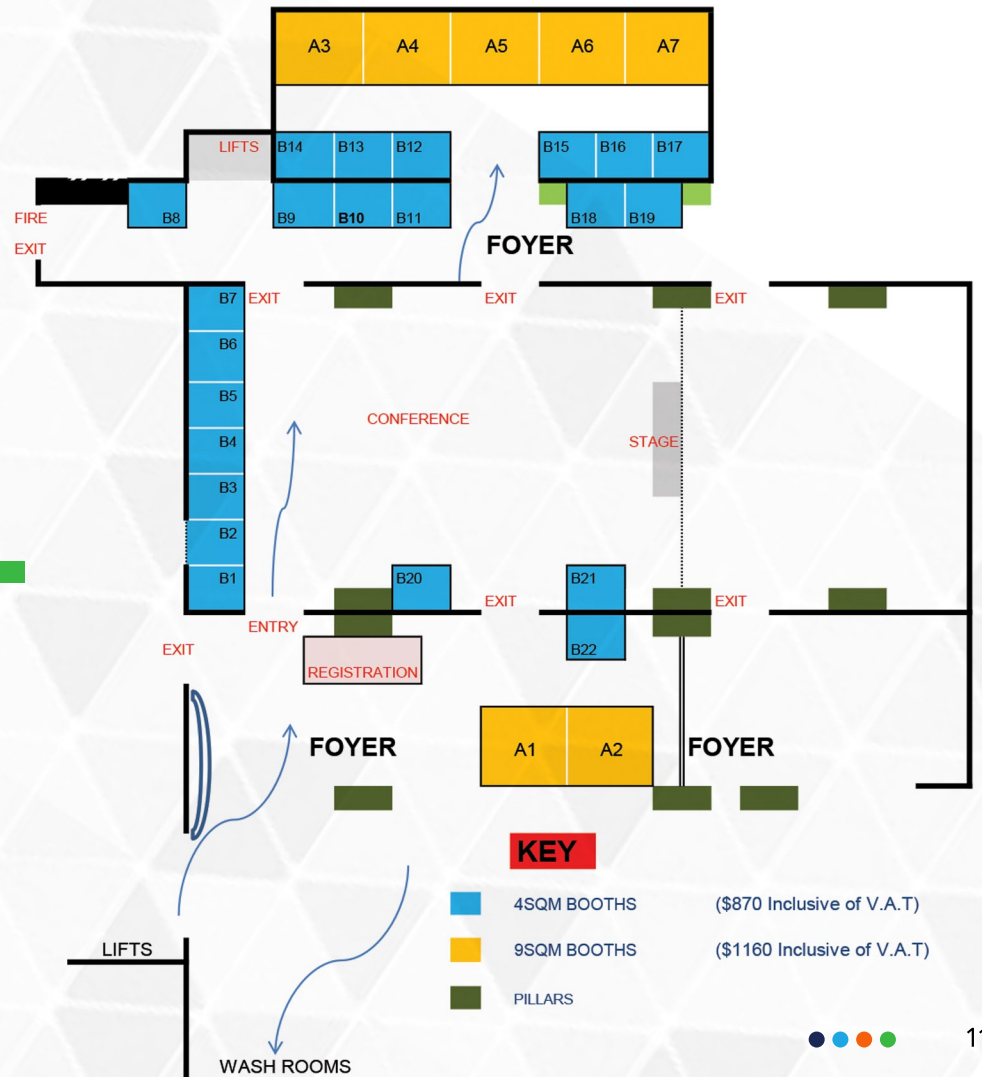 A3 A4 A5 A6 A7
LIFTS B14 B13 B12 B15 B16 B17
FIRE
EXIT
B8 B9 B10 B11 B18 B19
FOYER
B7 EXIT EXIT EXIT
B6
B5
CONFERENCE
B4 STAGE
B3
B2
B1 B20 B21
EXIT EXIT
ENTRY
EXIT
B22
REGISTRATION
FOYER A1 A2 FOYER
KEY
4SQM BOOTHS ($870 Inclusive of V.A.T)
9SQM BOOTHS ($1160 Inclusive of V.A.T)
PILLARS
LIFTS
WASH ROOMS